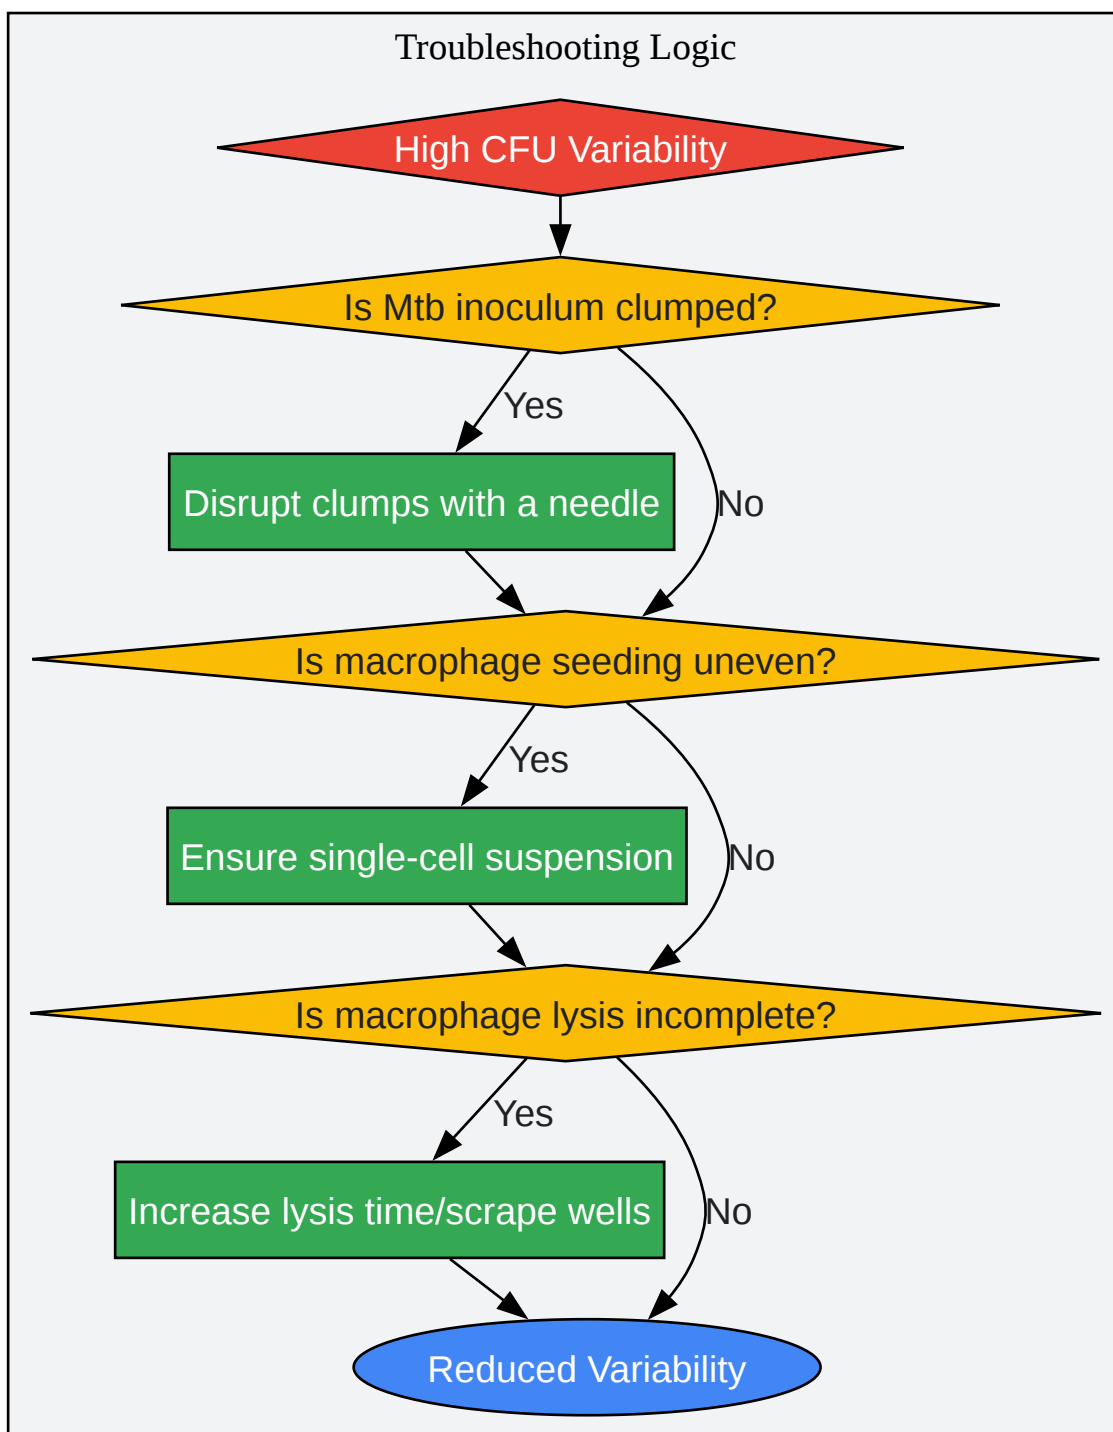 Troubleshooting Logic
High CFU Variability
Is Mtb inoculum clumped?
Yes
Disrupt clumps with a needle
No
Is macrophage seeding uneven?
Yes
Ensure single-cell suspension
No
Is macrophage lysis incomplete?
Yes
Increase lysis time/scrape wells
No
Reduced Variability